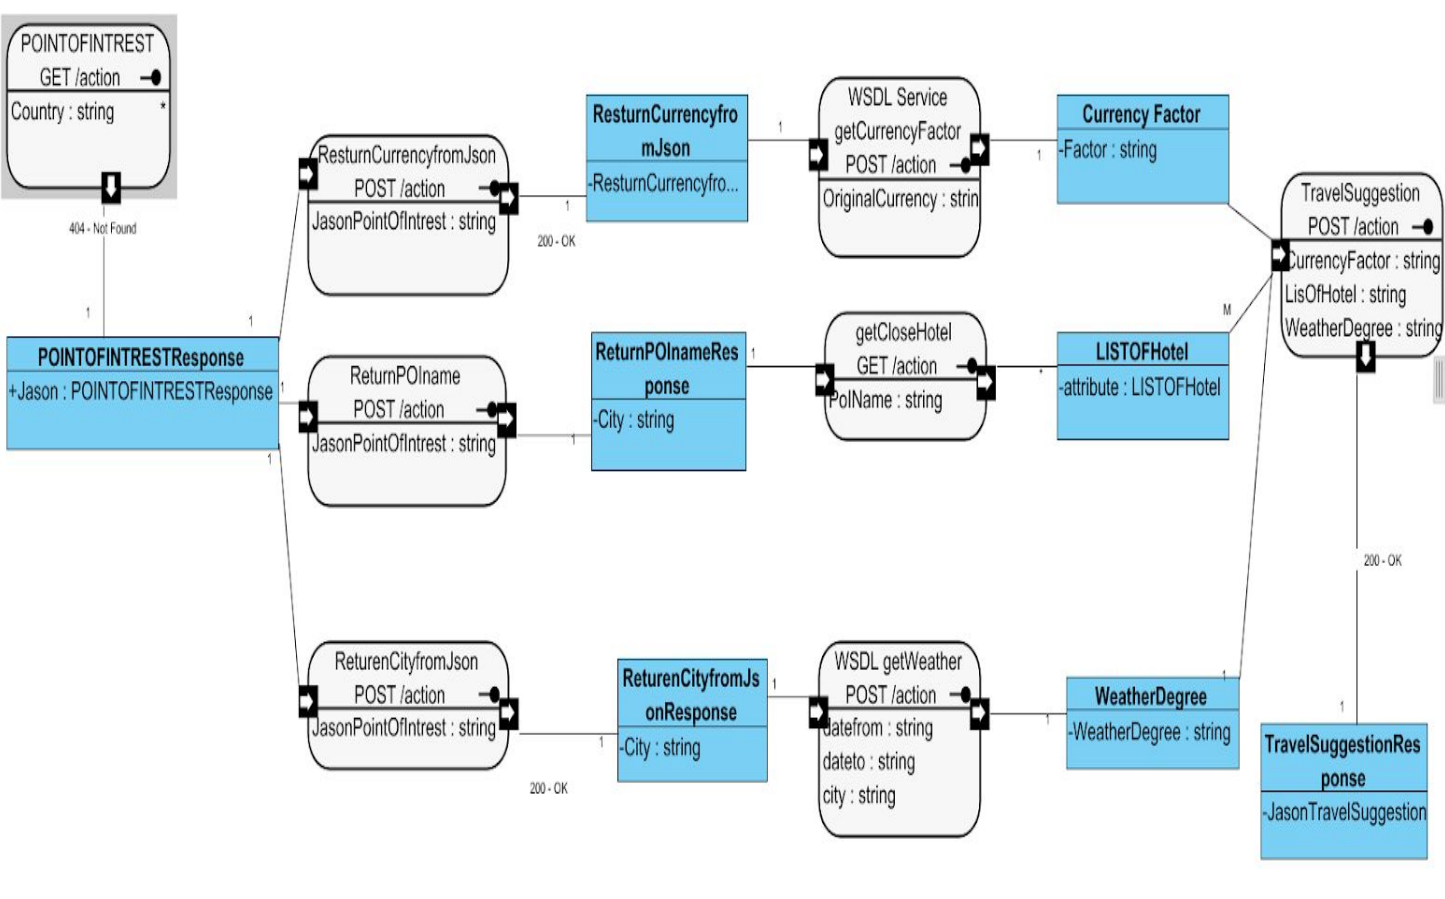 POINTOFINTREST
GET /action
Country : string
*
404 - Not Found
1
POINTOFINTRESTResponse
+Jason : POINTOFINTRESTResponse
1
1
1
ResturnCurrencyfromJson
POST /action
JasonPointOfIntrest : string
200 - OK
1
ResturnCurrencyfro
mJson
-ResturnCurrencyfro...
1
WSDL Service
getCurrencyFactor
POST /action
OriginalCurrency : strin
1
Currency Factor
-Factor : string
ReturnPOIname
POST /action
JasonPointOfIntrest : string
1
ReturnPOInameRes
ponse
-City : string
1
getCloseHotel
GET /action
PoIName : string
*
LISTOFHotel
-attribute : LISTOFHotel
M
ReturenCityfromJson
POST /action
JasonPointOfIntrest : string
200 - OK
1
ReturenCityfromJs
onResponse
-City : string
1
WSDL getWeather
POST /action
datefrom : string
dateto : string
city : string
1
WeatherDegree
-WeatherDegree : string
1
TravelSuggestion
POST /action
CurrencyFactor : string
LisOfHotel : string
WeatherDegree : string
200 - OK
1
TravelSuggestionRes
ponse
-JasonTravelSuggestion